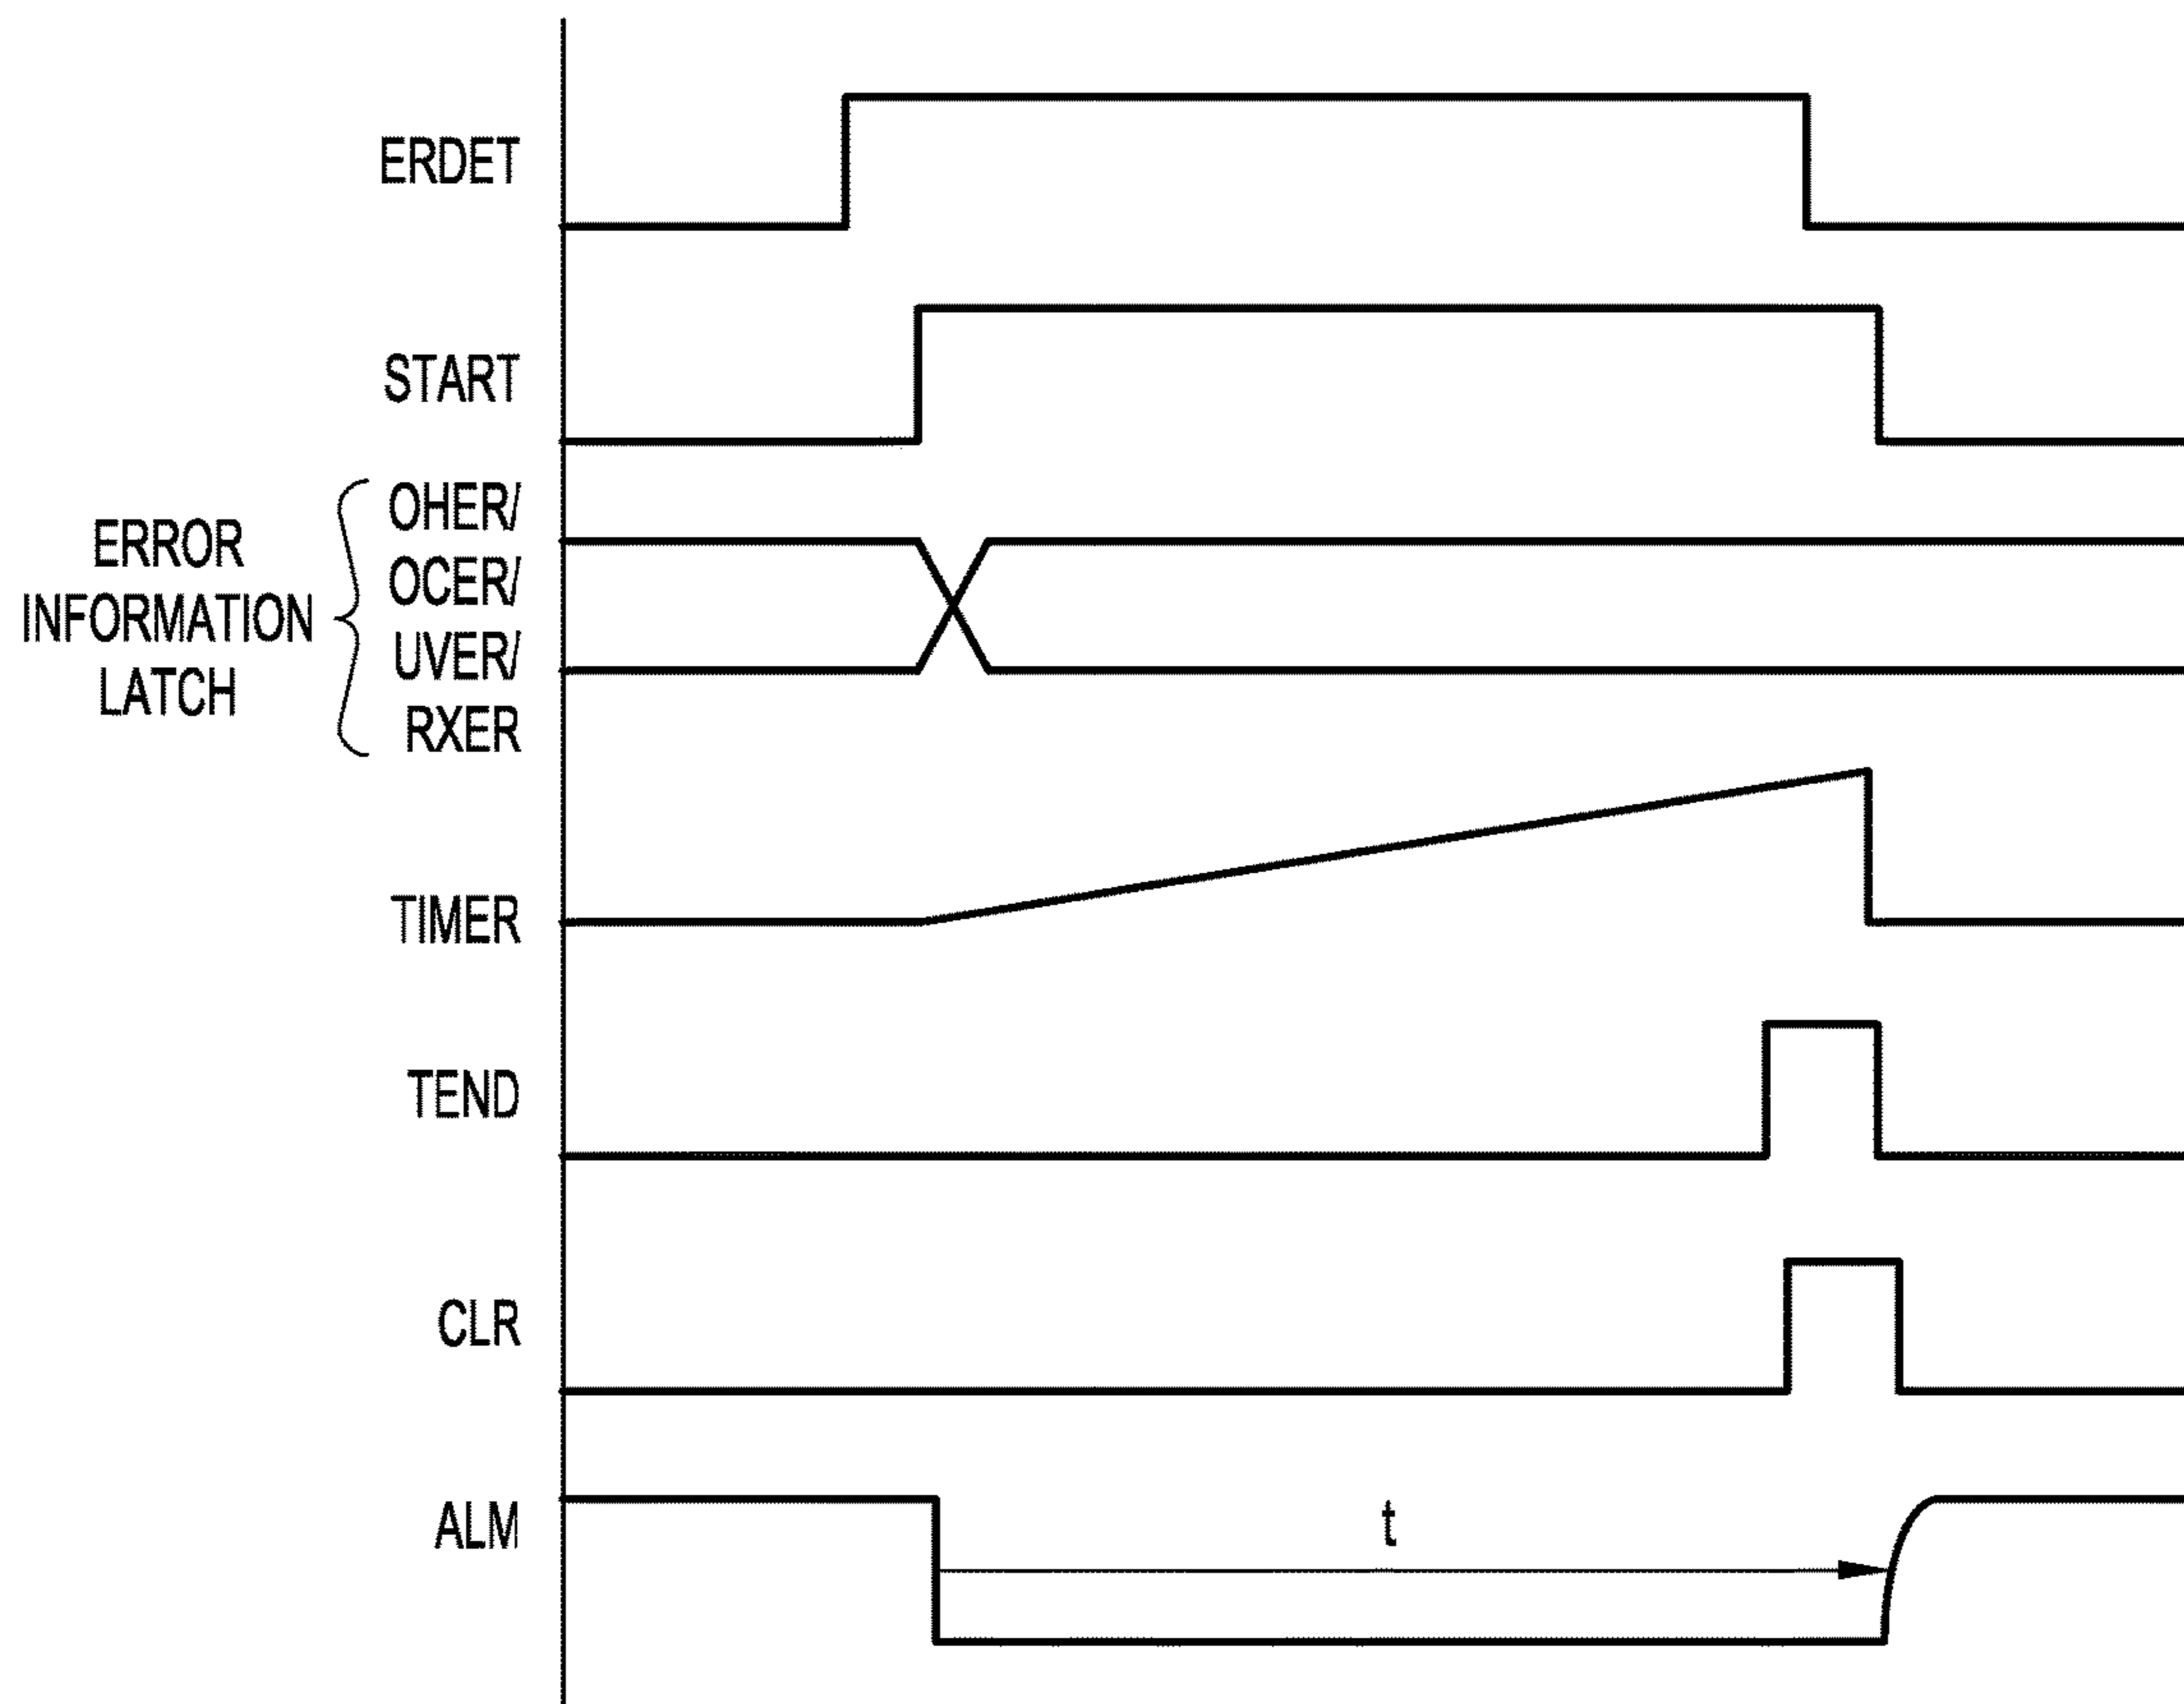 ERDET
START
ERROR
INFORMATION
LATCH
OHER/
OCER/
UVER/
RXER
TIMER
TEND
CLR
ALM
t